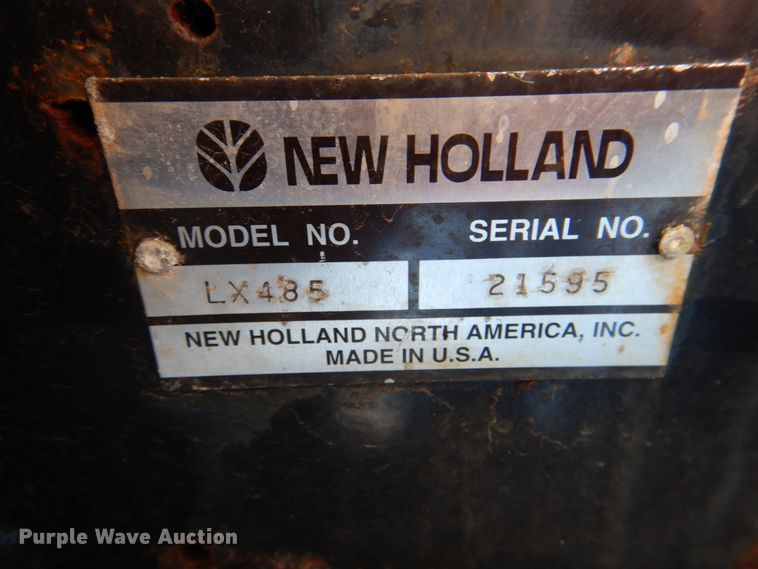 NEW HOLLAND
MODEL NO. SERIAL NO.
LX485 21595
NEW HOLLAND NORTH AMERICA, INC.
MADE IN U.S.A.
Purple Wave Auction